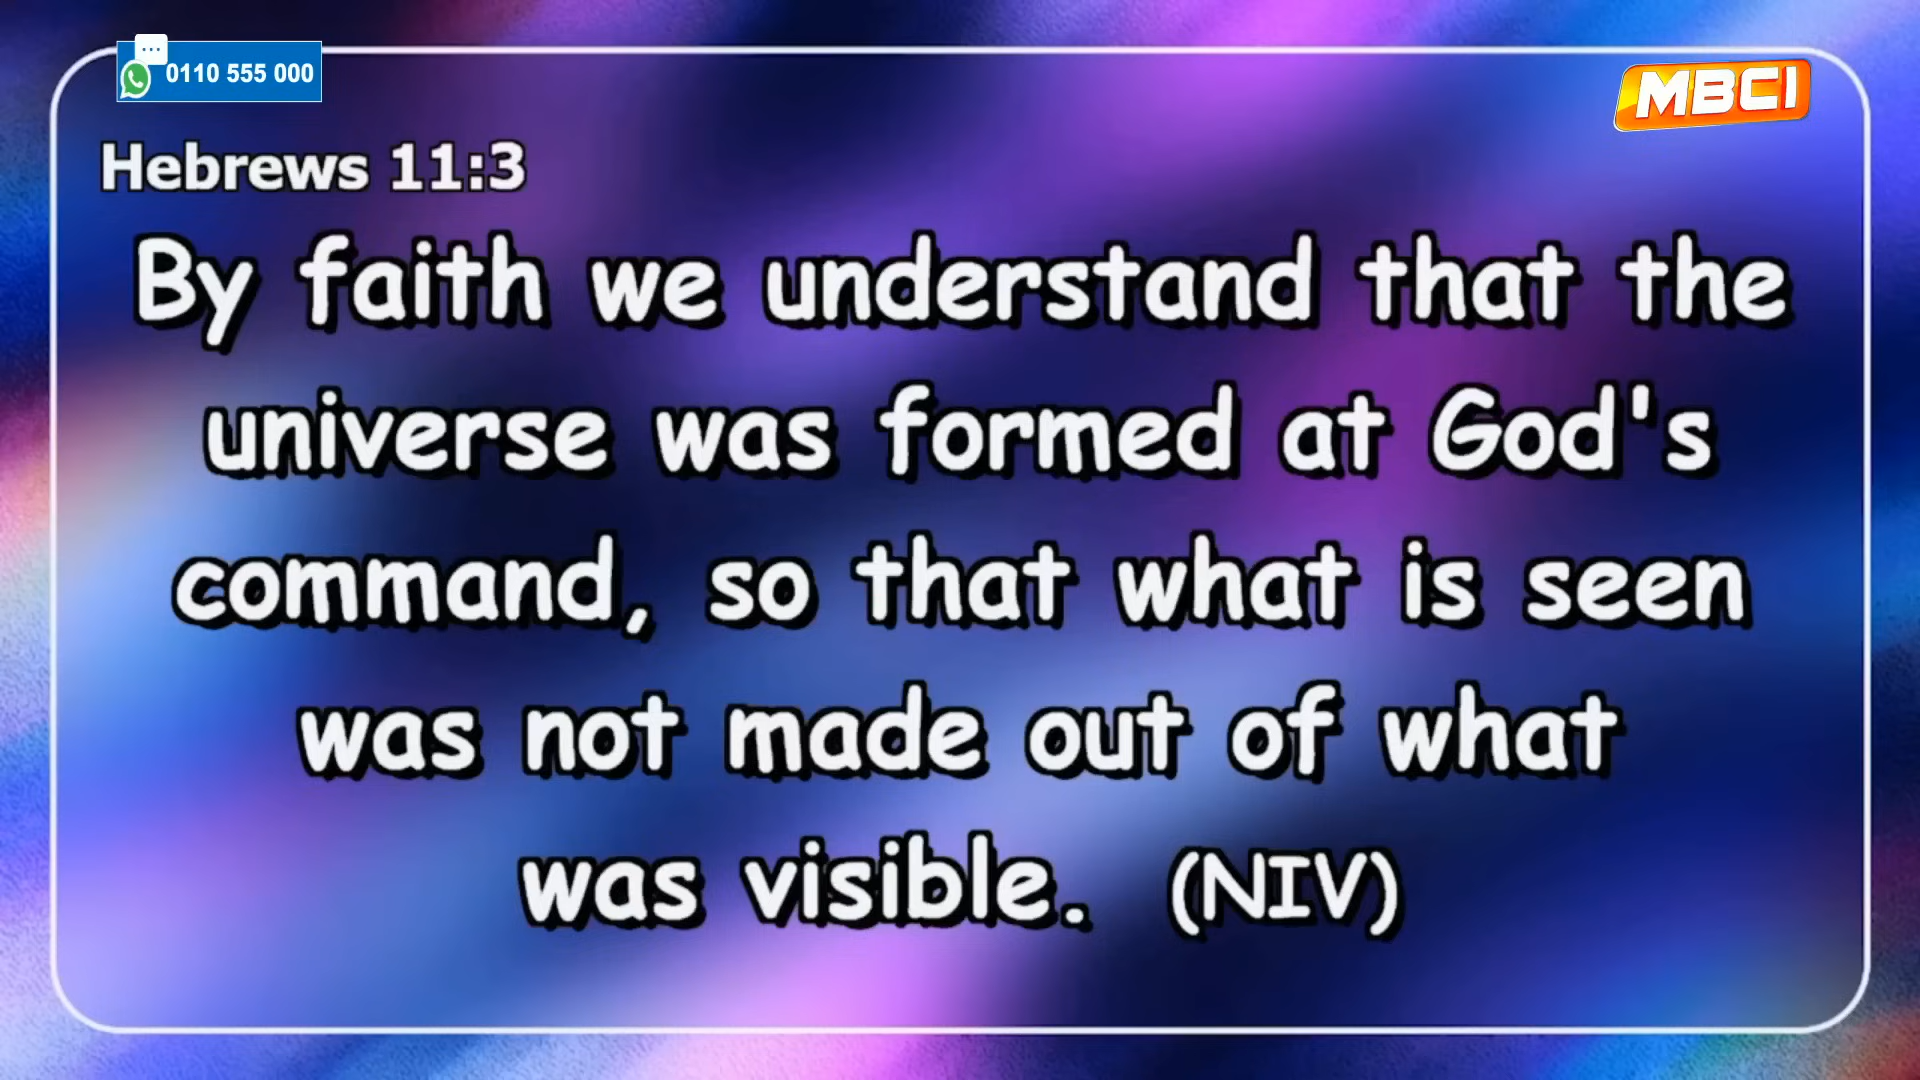 0110 555 000
MBCI
Hebrews 11:3
By faith we understand that the
universe was formed at God's
command, so that what is seen
was not made out of what
was visible. (NIV)